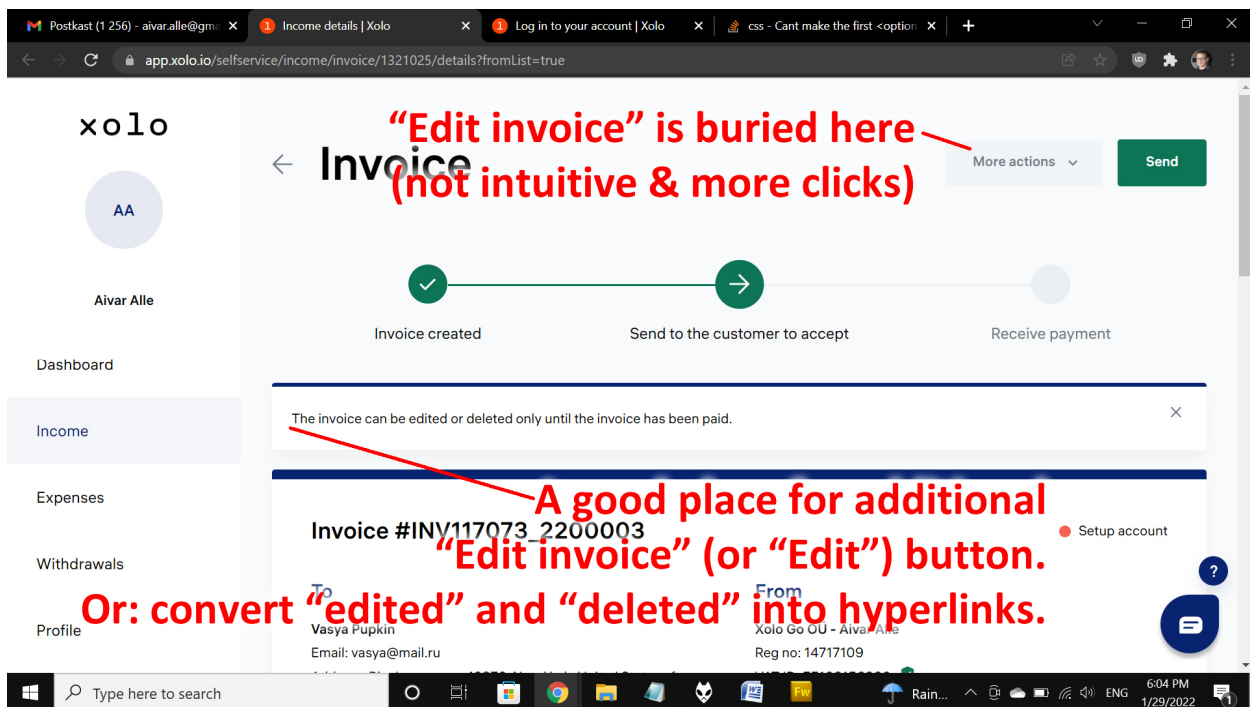 Postkast (1 256) - aivar.alle@gma
Income details | Xolo
Log in to your account | Xolo
css - Cant make the first <option
app.xolo.io/selfservice/income/invoice/1321025/details?fromList=true
xolo
AA
Aivar Alle
Dashboard
Income
Expenses
Withdrawals
Profile
“Edit invoice” is buried here
(not intuitive & more clicks)
Invoice
More actions
Send
Invoice created
Send to the customer to accept
Receive payment
The invoice can be edited or deleted only until the invoice has been paid.
A good place for additional
“Edit invoice” (or “Edit”) button.
Or: convert “edited” and “deleted” into hyperlinks.
Invoice #INV117073_2200003
Setup account
?
To
Vasya Pupkin
Email: vasya@mail.ru
From
Xolo Go OÜ - Aivar Alle
Reg no: 14717109
Type here to search
Fw
Rain...
ENG
6:04 PM
1/29/2022
1